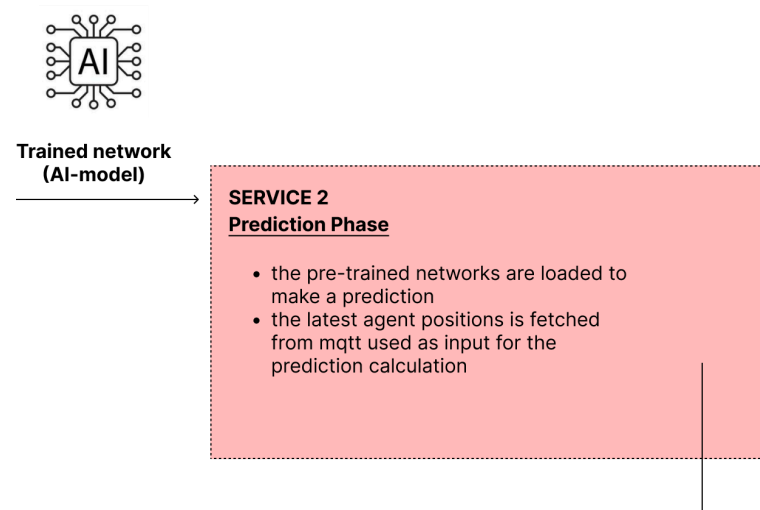 AI
Trained network
(AI-model)
SERVICE 2
Prediction Phase
• the pre-trained networks are loaded to
make a prediction
• the latest agent positions is fetched
from mqtt used as input for the
prediction calculation